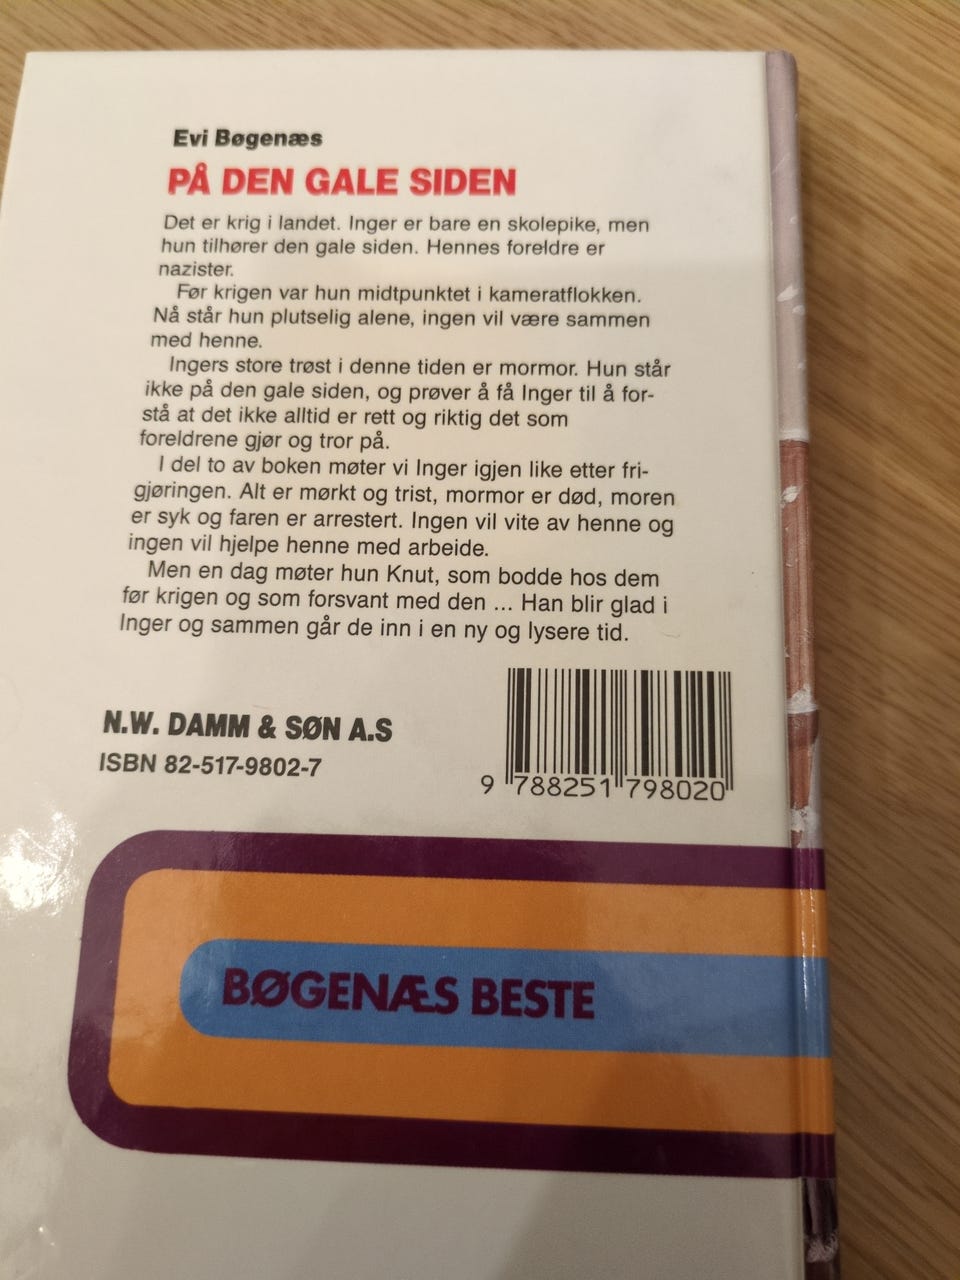 Evi Bøgenæs
PÅ DEN GALE SIDEN
Det er krig i landet. Inger er bare en skolepike, men
hun tilhører den gale siden. Hennes foreldre er
nazister.
Før krigen var hun midtpunktet i kameratflokken.
Nå står hun plutselig alene, ingen vil være sammen
med henne.
Ingers store trøst i denne tiden er mormor. Hun står
ikke på den gale siden, og prøver å få Inger til å for-
stå at det ikke alltid er rett og riktig det som
foreldrene gjør og tror på.
I del to av boken møter vi Inger igjen like etter fri-
gjøringen. Alt er mørkt og trist, mormor er død, moren
er syk og faren er arrestert. Ingen vil vite av henne og
ingen vil hjelpe henne med arbeide.
Men en dag møter hun Knut, som bodde hos dem
før krigen og som forsvant med den ... Han blir glad i
Inger og sammen går de inn i en ny og lysere tid.
N.W. DAMM & SØN A.S
ISBN 82-517-9802-7
9 788251 798020
BØGENÆS BESTE